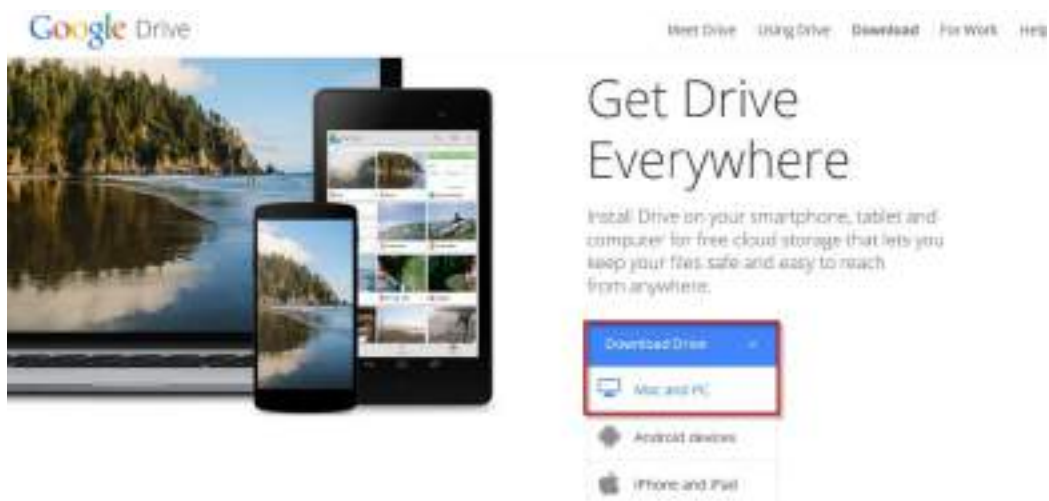 Google Drive
Meet Drive Using Drive Download For Work Help
Get Drive
Everywhere
Install Drive on your smartphone, tablet and
computer for free cloud storage that lets you
keep your files safe and easy to reach
from anywhere.
Download Drive
Mac and PC
Android devices
iPhone and iPad